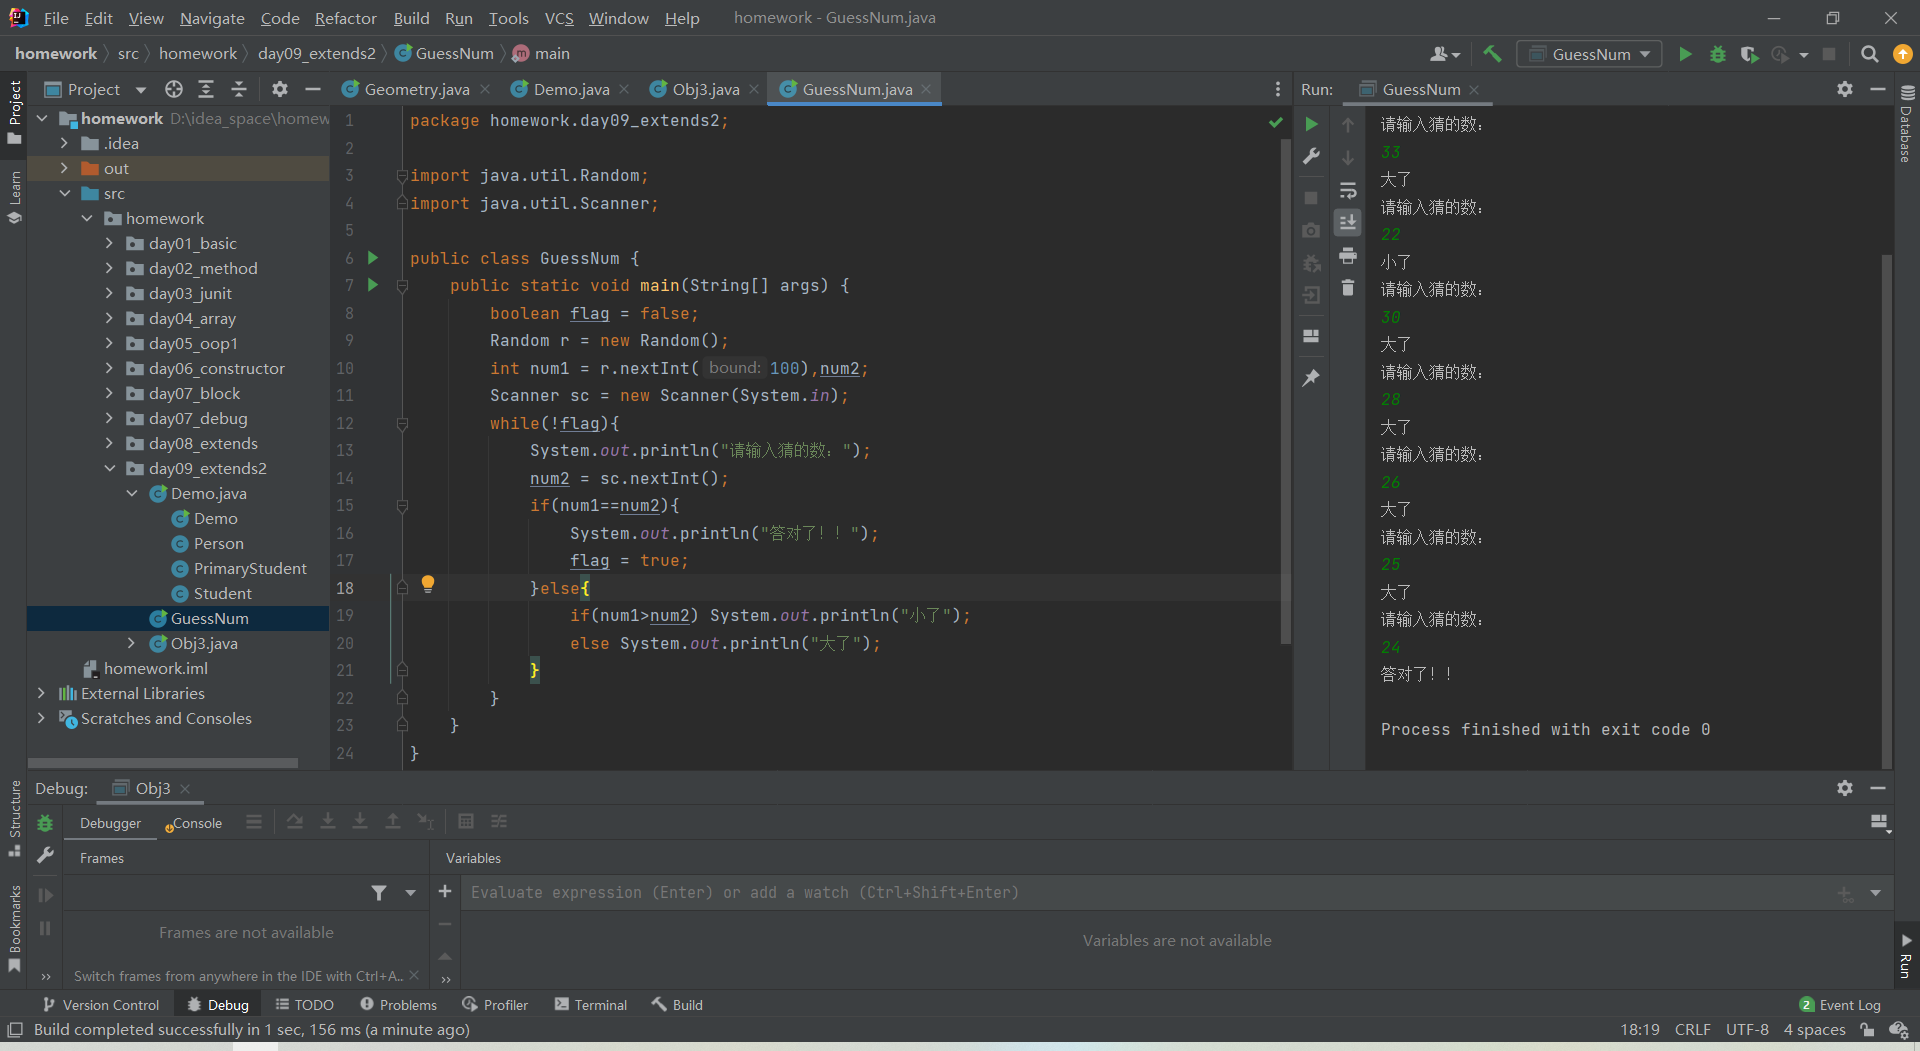 File Edit View Navigate Code Refactor Build Run Tools VCS Window Help homework - GuessNum.java
homework src homework day09_extends2 GuessNum main
GuessNum
Project
Geometry.java Demo.java Obj3.java GuessNum.java
Run: GuessNum
Project
Learn
Structure
Bookmarks
homework D:\idea_space\homew
.idea
out
src
homework
day01_basic
day02_method
day03_junit
day04_array
day05_oop1
day06_constructor
day07_block
day07_debug
day08_extends
day09_extends2
Demo.java
Demo
Person
PrimaryStudent
Student
GuessNum
Obj3.java
homework.iml
External Libraries
Scratches and Consoles
1 package homework.day09_extends2;
2
3 import java.util.Random;
4 import java.util.Scanner;
5
6 public class GuessNum {
7 public static void main(String[] args) {
8 boolean flag = false;
9 Random r = new Random();
10 int num1 = r.nextInt( bound: 100),num2;
11 Scanner sc = new Scanner(System.in);
12 while(!flag){
13 System.out.println("请输入猜的数：");
14 num2 = sc.nextInt();
15 if(num1==num2){
16 System.out.println("答对了！！");
17 flag = true;
18 }else{
19 if(num1>num2) System.out.println("小了");
20 else System.out.println("大了");
21 }
22 }
23 }
24 }
请输入猜的数：
33
大了
请输入猜的数：
22
小了
请输入猜的数：
30
大了
请输入猜的数：
28
大了
请输入猜的数：
26
大了
请输入猜的数：
25
大了
请输入猜的数：
24
答对了！！
Process finished with exit code 0
Database
Run
Debug: Obj3
Debugger Console
Frames
Variables
Evaluate expression (Enter) or add a watch (Ctrl+Shift+Enter)
Frames are not available
Variables are not available
Switch frames from anywhere in the IDE with Ctrl+A..
Version Control Debug TODO Problems Profiler Terminal Build
2 Event Log
Build completed successfully in 1 sec, 156 ms (a minute ago)
18:19 CRLF UTF-8 4 spaces